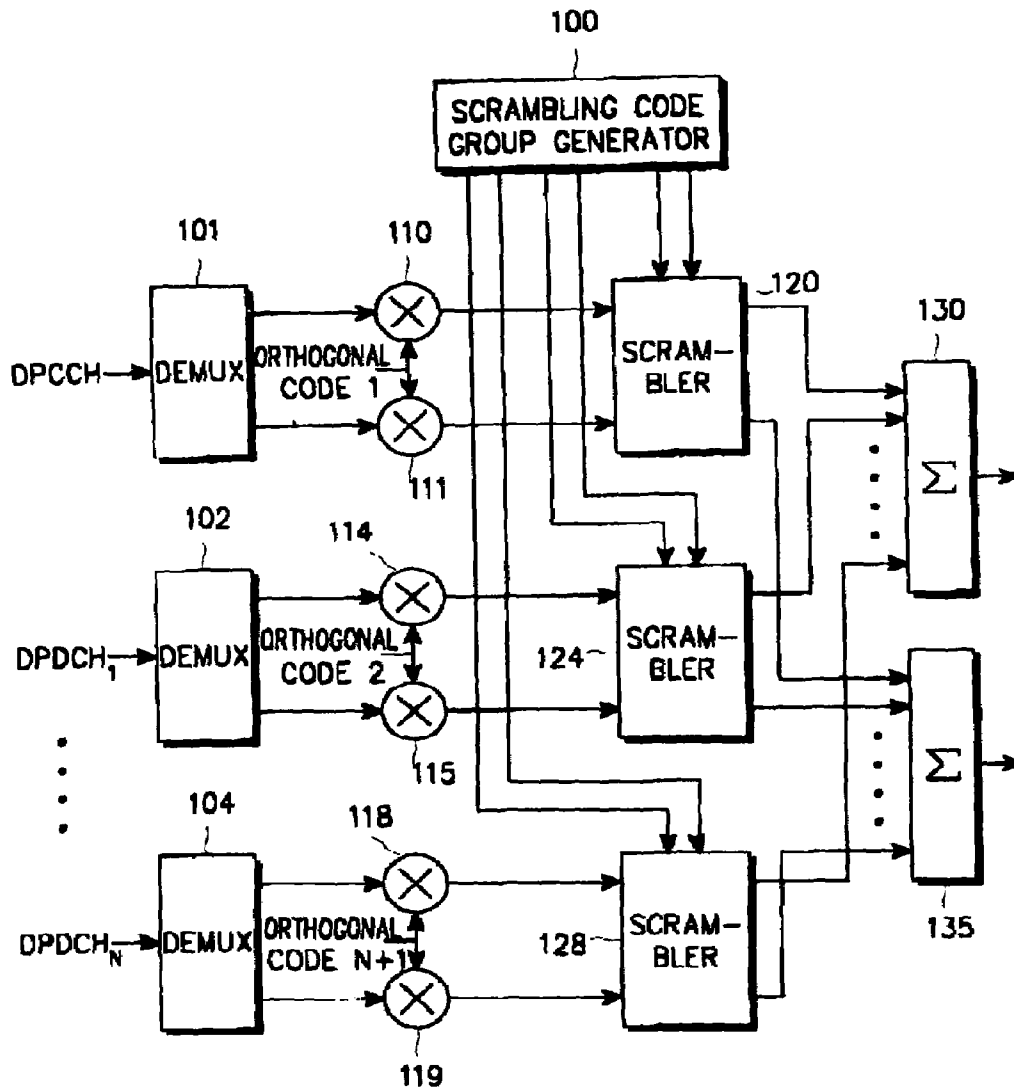 100
SCRAMBLING CODE
GROUP GENERATOR
101
110
DPCCH
DEMUX
ORTHOGONAL
CODE 1
111
SCRAM-
BLER
120
130
Σ
102
114
DPDCH1
DEMUX
ORTHOGONAL
CODE 2
115
124
SCRAM-
BLER
Σ
135
104
118
DPDCHN
DEMUX
ORTHOGONAL
CODE N+1
119
128
SCRAM-
BLER